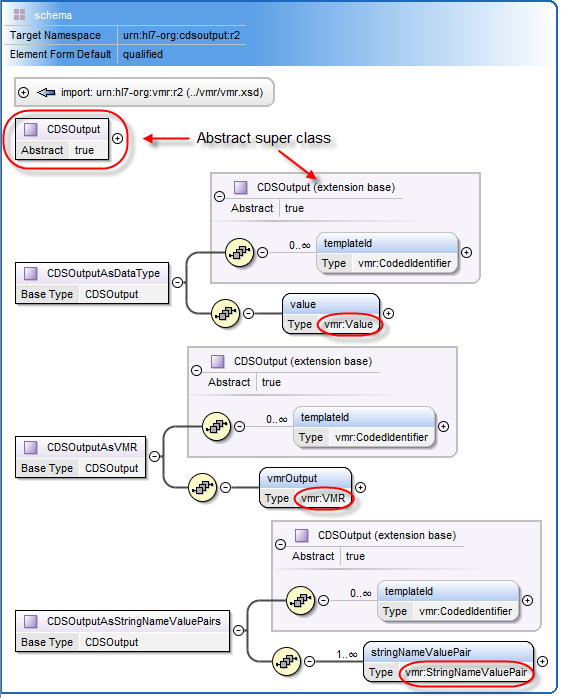 schema
Target Namespace urn:hl7-org:cdsoutput:r2
Element Form Default qualified
import: urn:hl7-org:vmr:r2 (../vmr/vmr.xsd)
CDSOutput
Abstract true
Abstract super class
CDSOutput (extension base)
Abstract true
0..∞
templateId
Type vmr:CodedIdentifier
CDSOutputAsDataType
Base Type CDSOutput
value
Type vmr:Value
CDSOutput (extension base)
Abstract true
0..∞
templateId
Type vmr:CodedIdentifier
CDSOutputAsVMR
Base Type CDSOutput
vmrOutput
Type vmr:VMR
CDSOutput (extension base)
Abstract true
0..∞
templateId
Type vmr:CodedIdentifier
CDSOutputAsStringNameValuePairs
Base Type CDSOutput
1..∞
stringNameValuePair
Type vmr:StringNameValuePair